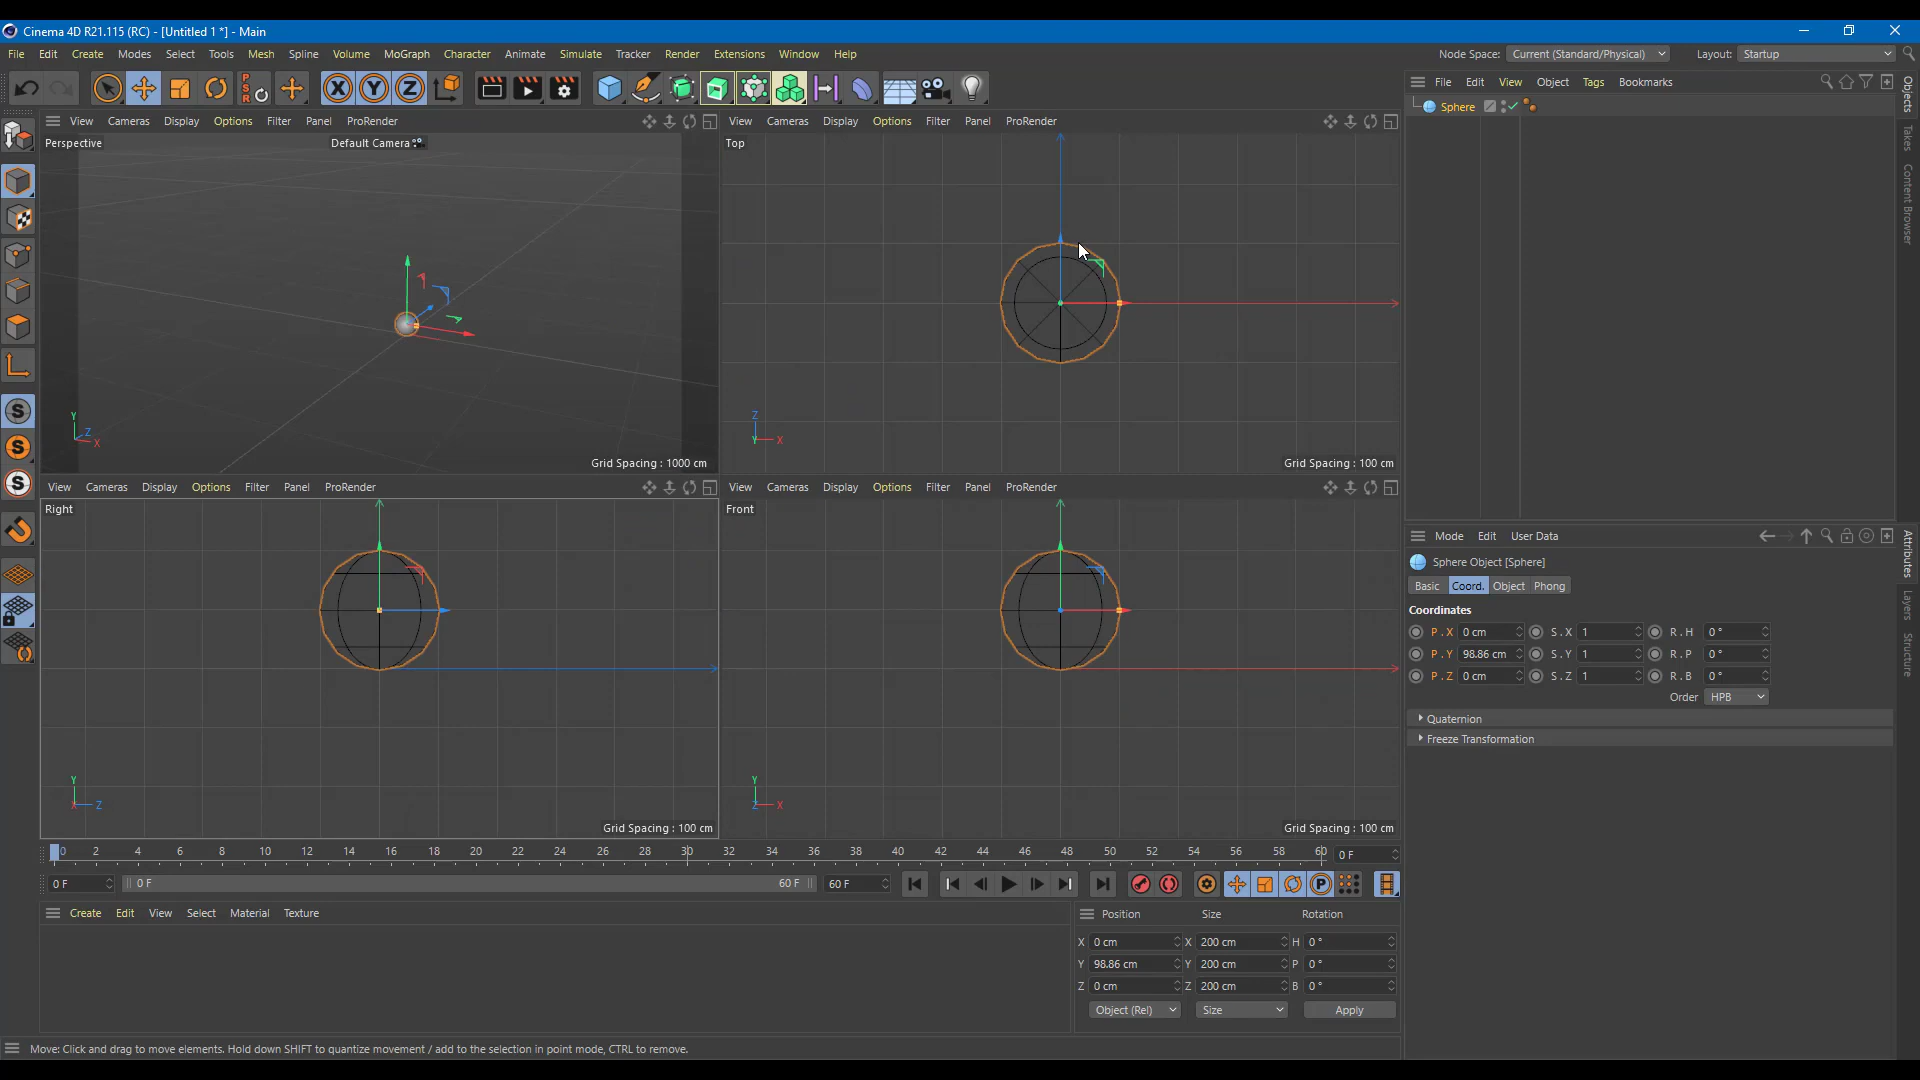 Cinema 4D R21.115 (RC) - [Untitled 1 *] - Main
File Edit Create Modes Select Tools Mesh Spline Volume MoGraph Character Animate Simulate Tracker Render Extensions Window Help
Node Space: Current (Standard/Physical) Layout: Startup
PSR X Y Z
File Edit View Object Tags Bookmarks
Sphere
Objects
Takes
Content Browser
View Cameras Display Options Filter Panel ProRender
Perspective
Default Camera
Y
Z
X
Grid Spacing : 1000 cm
View Cameras Display Options Filter Panel ProRender
Top
Z
Y
X
Grid Spacing : 100 cm
S
S
S
View Cameras Display Options Filter Panel ProRender
Right
Y
X
Z
Grid Spacing : 100 cm
View Cameras Display Options Filter Panel ProRender
Front
Y
Z
X
Grid Spacing : 100 cm
Mode Edit User Data
Sphere Object [Sphere]
Basic Coord. Object Phong
Coordinates
P . X 0 cm S . X 1 R . H 0 °
P . Y 98.86 cm S . Y 1 R . P 0 °
P . Z 0 cm S . Z 1 R . B 0 °
Order HPB
Quaternion
Freeze Transformation
Attributes
Layers
Structure
0 2 4 6 8 10 12 14 16 18 20 22 24 26 28 30 32 34 36 38 40 42 44 46 48 50 52 54 56 58 60 0 F
0 F 0 F 60 F 60 F P
Create Edit View Select Material Texture
Position Size Rotation
X 0 cm X 200 cm H 0 °
Y 98.86 cm Y 200 cm P 0 °
Z 0 cm Z 200 cm B 0 °
Object (Rel) Size Apply
Move: Click and drag to move elements. Hold down SHIFT to quantize movement / add to the selection in point mode, CTRL to remove.